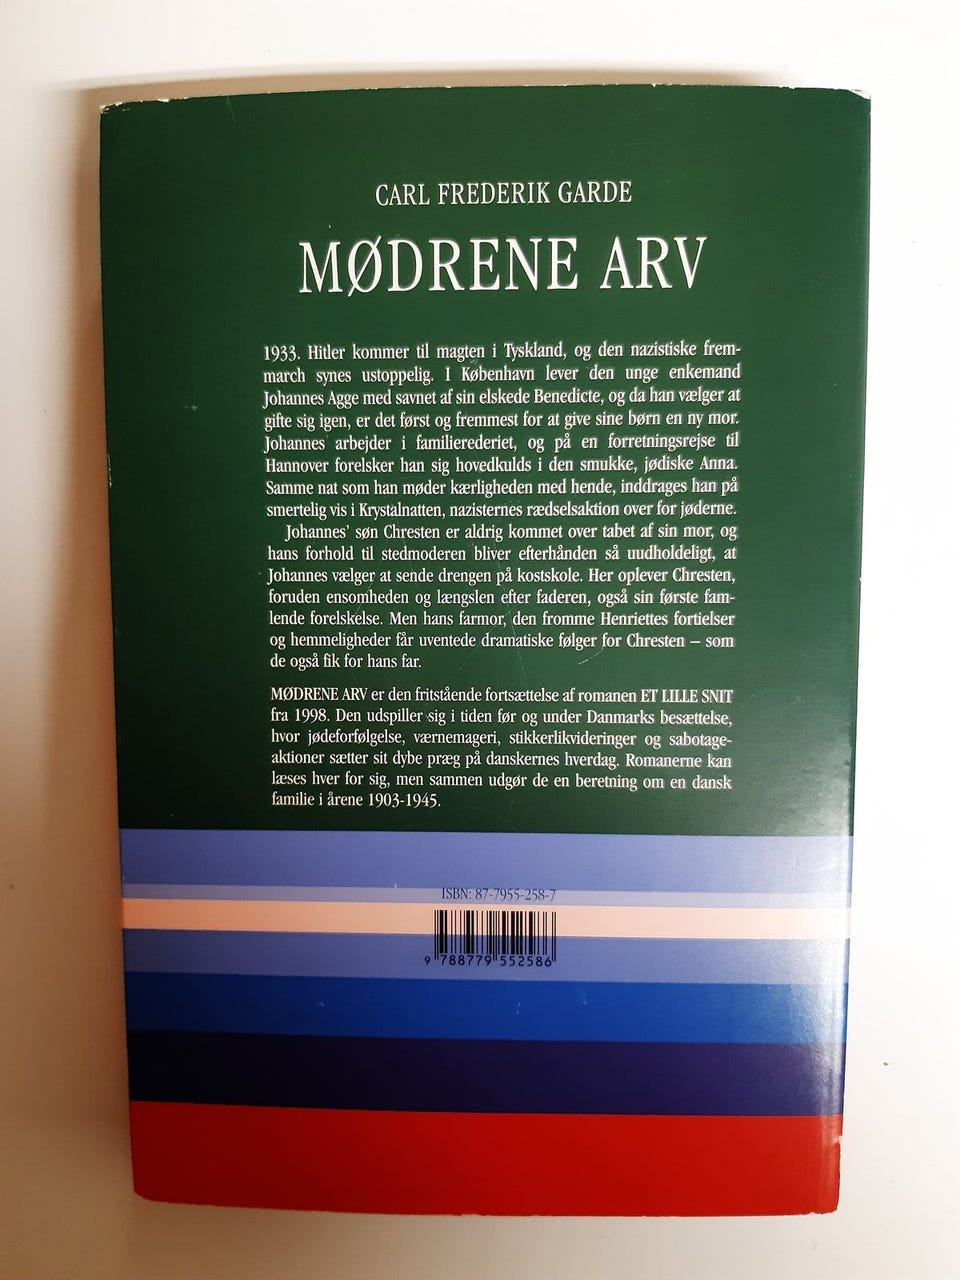 CARL FREDERIK GARDE
MØDRENE ARV
1933. Hitler kommer til magten i Tyskland, og den nazistiske frem-
march synes ustoppelig. I København lever den unge enkemand
Johannes Agge med savnet af sin elskede Benedicte, og da han vælger at
gifte sig igen, er det først og fremmest for at give sine børn en ny mor.
Johannes arbejder i familierederiet, og på en forretningsrejse til
Hannover forelsker han sig hovedkulds i den smukke, jødiske Anna.
Samme nat som han møder kærligheden med hende, inddrages han på
smertelig vis i Krystalnatten, nazisternes rædselsaktion over for jøderne.
Johannes' søn Chresten er aldrig kommet over tabet af sin mor, og
hans forhold til stedmoderen bliver efterhånden så uudholdeligt, at
Johannes vælger at sende drengen på kostskole. Her oplever Chresten,
foruden ensomheden og længslen efter faderen, også sin første fam-
lende forelskelse. Men hans farmor, den fromme Henriettes fortielser
og hemmeligheder får uventede dramatiske følger for Chresten – som
de også fik for hans far.
MØDRENE ARV er den fritstående fortsættelse af romanen ET LILLE SNIT
fra 1998. Den udspiller sig i tiden før og under Danmarks besættelse,
hvor jødeforfølgelse, værnemageri, stikkerlikvideringer og sabotage-
aktioner sætter sit dybe præg på danskernes hverdag. Romanerne kan
læses hver for sig, men sammen udgør de en beretning om en dansk
familie i årene 1903-1945.
ISBN: 87-7955-258-7
9 788779 552586